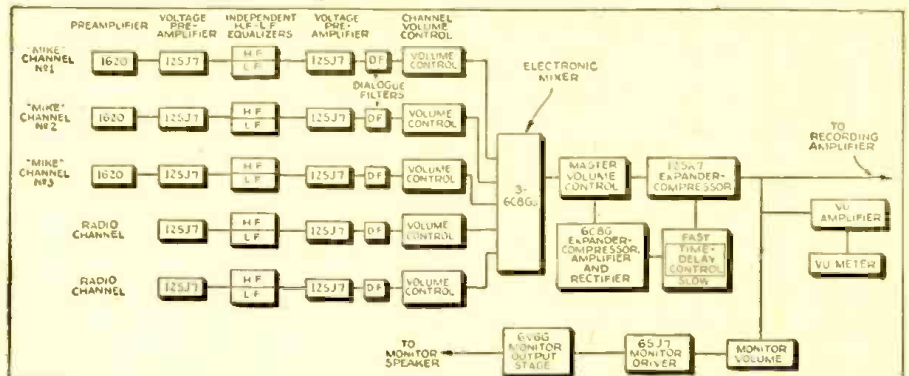 PREAMPLIFIER
VOLTAGE
PRE-
AMPLIFIER
INDEPENDENT
H.F.-L.F.
EQUALIZERS
VOLTAGE
PRE-
AMPLIFIER
CHANNEL
VOLUME
CONTROL
"MIKE"
CHANNEL
Nº1
1620
12SJ7
H F
L F
12SJ7
DF
VOLUME
CONTROL
DIALOGUE
FILTERS
"MIKE"
CHANNEL
Nº2
1620
12SJ7
H F
L F
12SJ7
DF
VOLUME
CONTROL
"MIKE"
CHANNEL
Nº3
1620
12SJ7
H F
L F
12SJ7
DF
VOLUME
CONTROL
RADIO
CHANNEL
12SJ7
H F
L F
12SJ7
DF
VOLUME
CONTROL
RADIO
CHANNEL
12SJ7
H F
L F
12SJ7
DF
VOLUME
CONTROL
ELECTRONIC
MIXER
3-
6C8Gs
MASTER
VOLUME
CONTROL
12SK7
EXPANDER-
COMPRESSOR
TO
RECORDING
AMPLIFIER
6C8G
EXPANDER-
COMPRESSOR,
AMPLIFIER
AND
RECTIFIER
FAST
TIME-
DELAY
CONTROL
SLOW
VU
AMPLIFIER
VU METER
TO
MONITOR
SPEAKER
6V6G
MONITOR
OUTPUT
STAGE
6SJ7
MONITOR
DRIVER
MONITOR
VOLUME